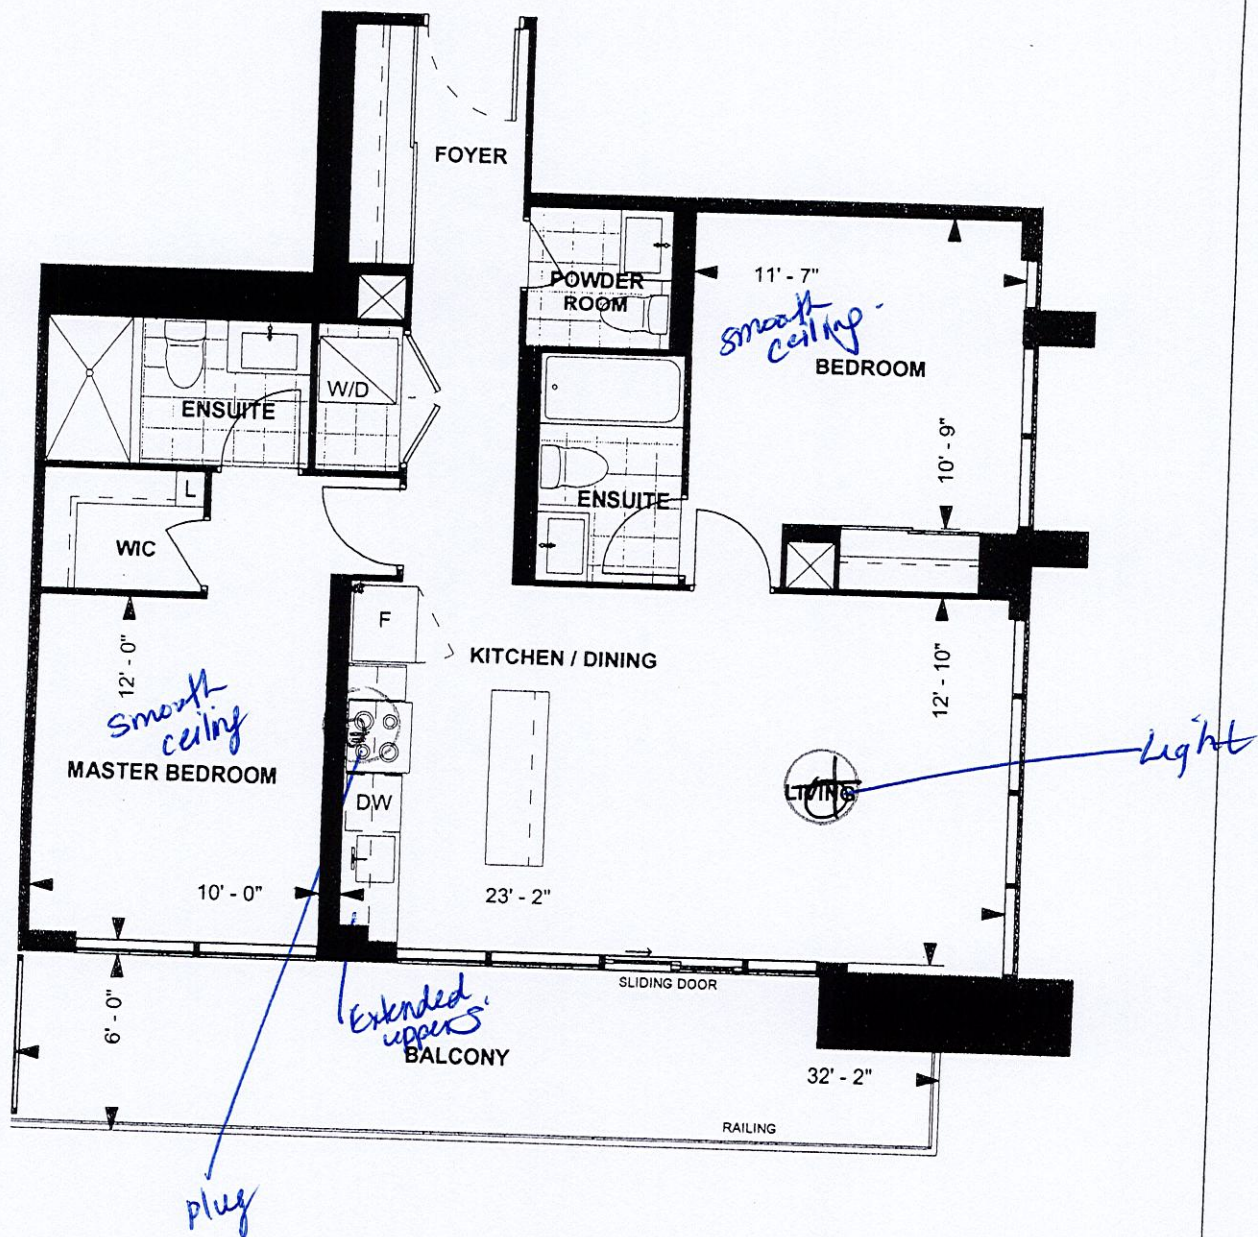 FOYER
POWDER
ROOM
11' - 7"
smooth
ceiling
BEDROOM
W/D
ENSUITE
10' - 9"
L
ENSUITE
WIC
F
12' - 0"
KITCHEN / DINING
12' - 10"
smooth
ceiling
MASTER BEDROOM
Light
LIVING
DW
10' - 0"
23' - 2"
SLIDING DOOR
6' - 0"
Extended
uppers
BALCONY
32' - 2"
RAILING
plug